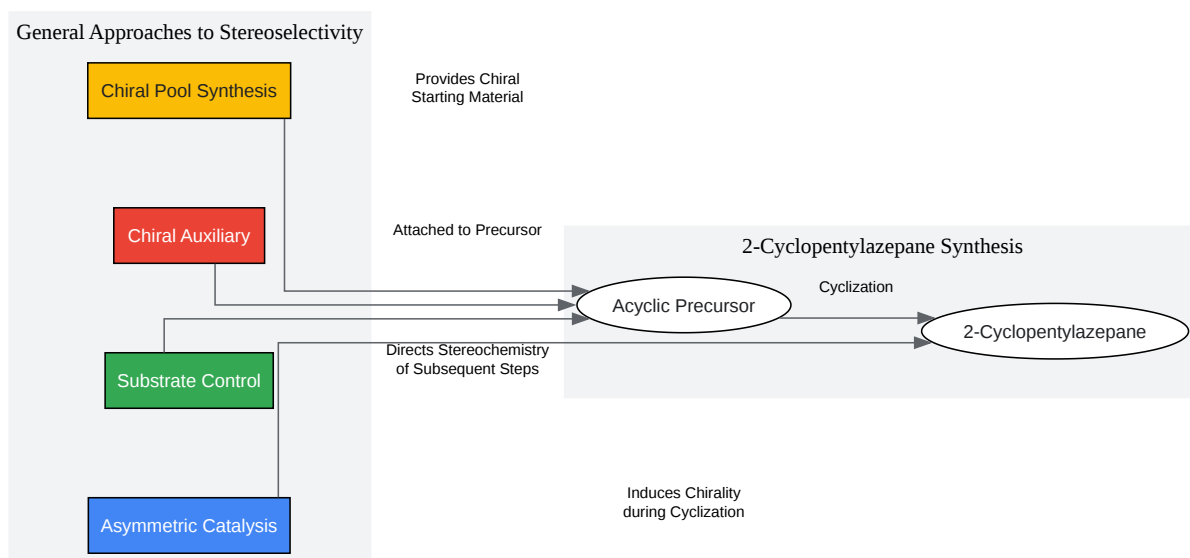 General Approaches to Stereoselectivity
Chiral Pool Synthesis
Provides Chiral
Starting Material
Chiral Auxiliary
Attached to Precursor
2-Cyclopentylazepane Synthesis
Cyclization
Acyclic Precursor
2-Cyclopentylazepane
Directs Stereochemistry
of Subsequent Steps
Substrate Control
Induces Chirality
during Cyclization
Asymmetric Catalysis